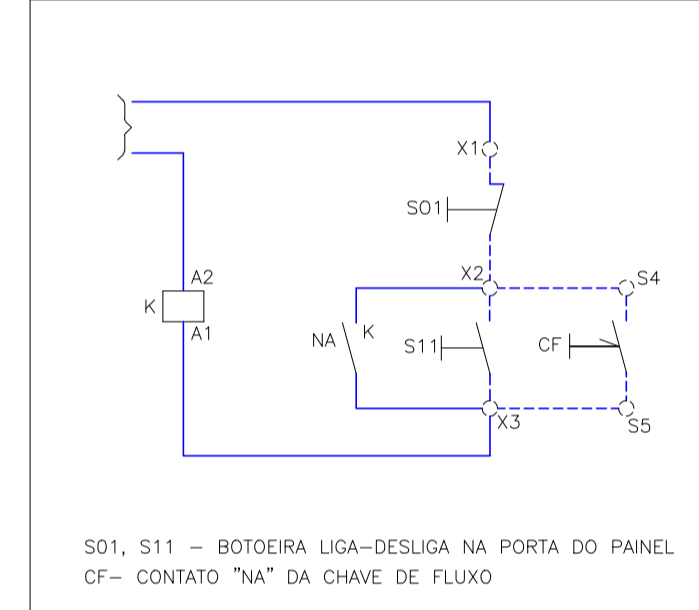 X1
S01
A2
K
A1
X2
S4
NA
K
S11
CF
X3
S5
S01, S11 – BOTOEIRA LIGA–DESLIGA NA PORTA DO PAINEL
CF– CONTATO "NA" DA CHAVE DE FLUXO